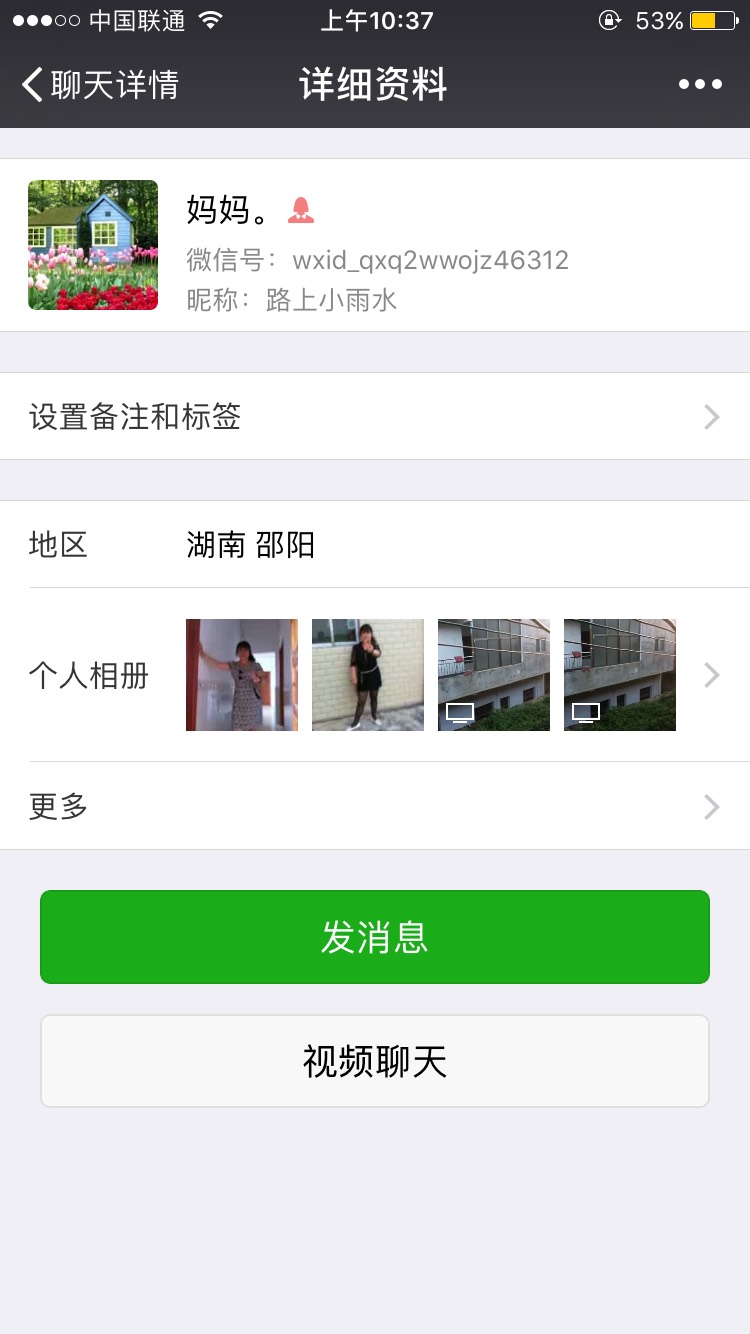 中国联通 上午10:37 53%
聊天详情 详细资料
妈妈。
微信号：wxid_qxq2wwojz46312
昵称：路上小雨水
设置备注和标签
地区 湖南 邵阳
个人相册
更多
发消息
视频聊天